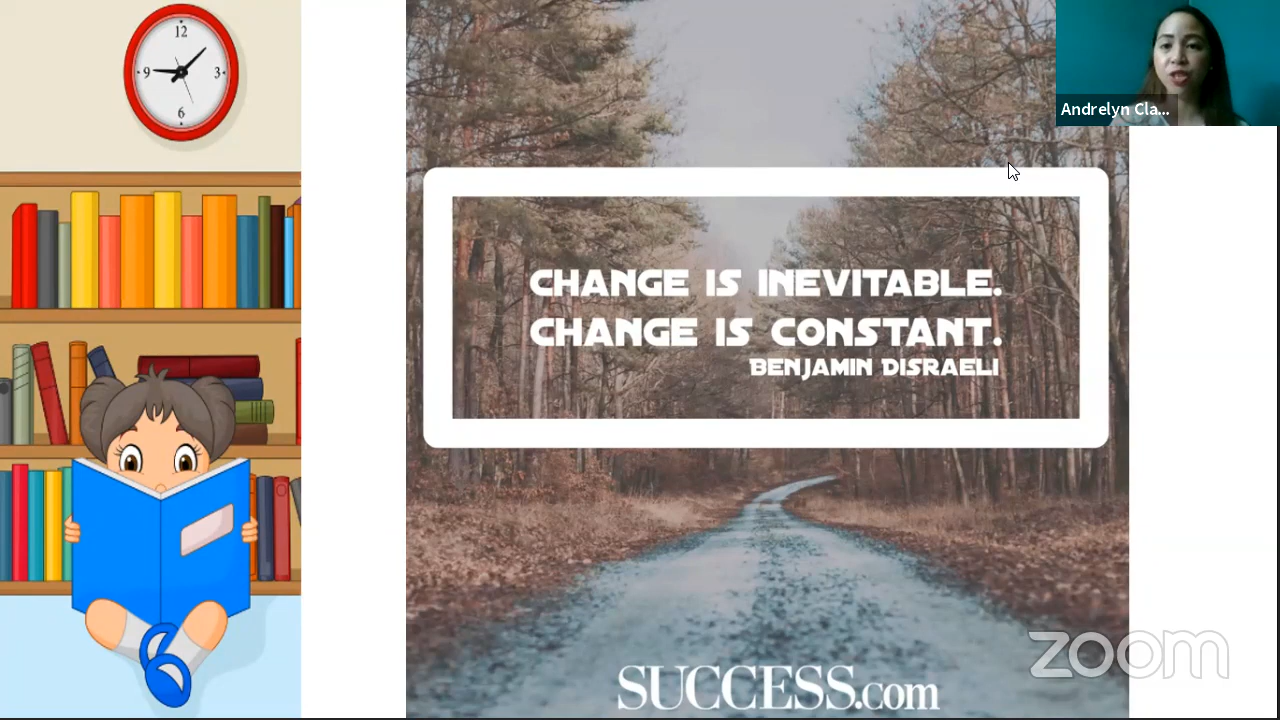 12
9
3
6
Andrelyn Cla...
CHANGE IS INEVITABLE.
CHANGE IS CONSTANT.
BENJAMIN DISRAELI
SUCCESS.com
zoom